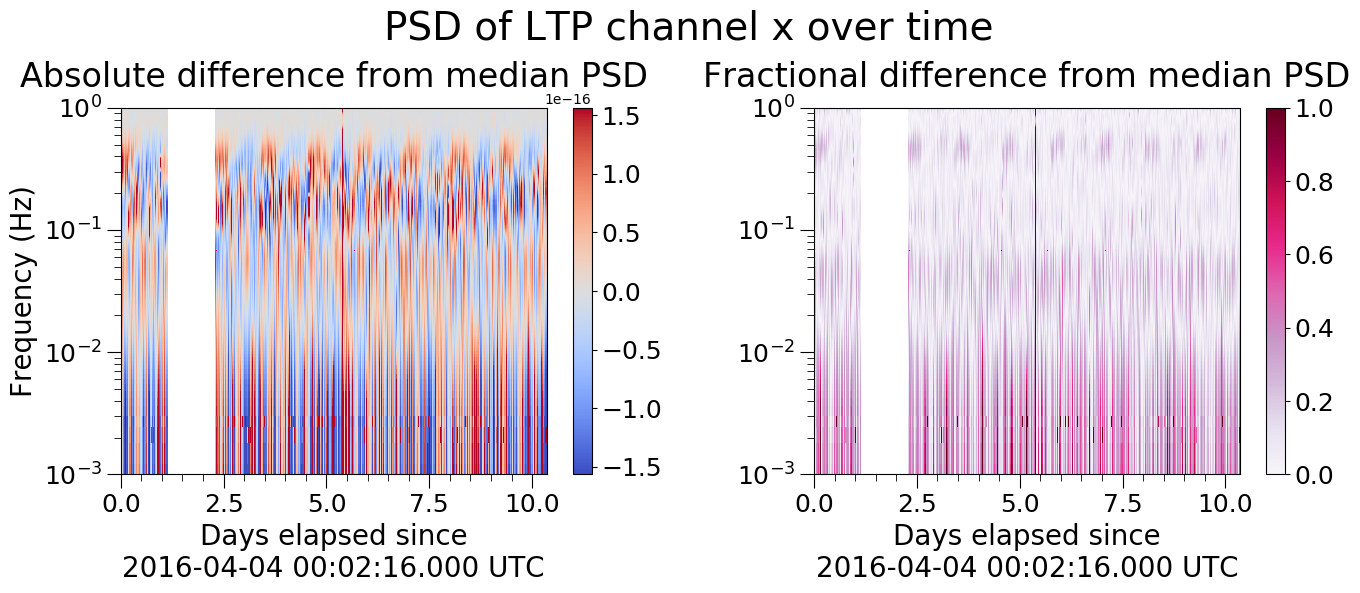 PSD of LTP channel x over time
Absolute difference from median PSD
Fractional difference from median PSD
1e−16
Frequency (Hz)
10⁰
10⁻¹
10⁻²
10⁻³
0.0 2.5 5.0 7.5 10.0
Days elapsed since
2016-04-04 00:02:16.000 UTC
1.5
1.0
0.5
0.0
−0.5
−1.0
−1.5
10⁰
10⁻¹
10⁻²
10⁻³
0.0 2.5 5.0 7.5 10.0
Days elapsed since
2016-04-04 00:02:16.000 UTC
1.0
0.8
0.6
0.4
0.2
0.0